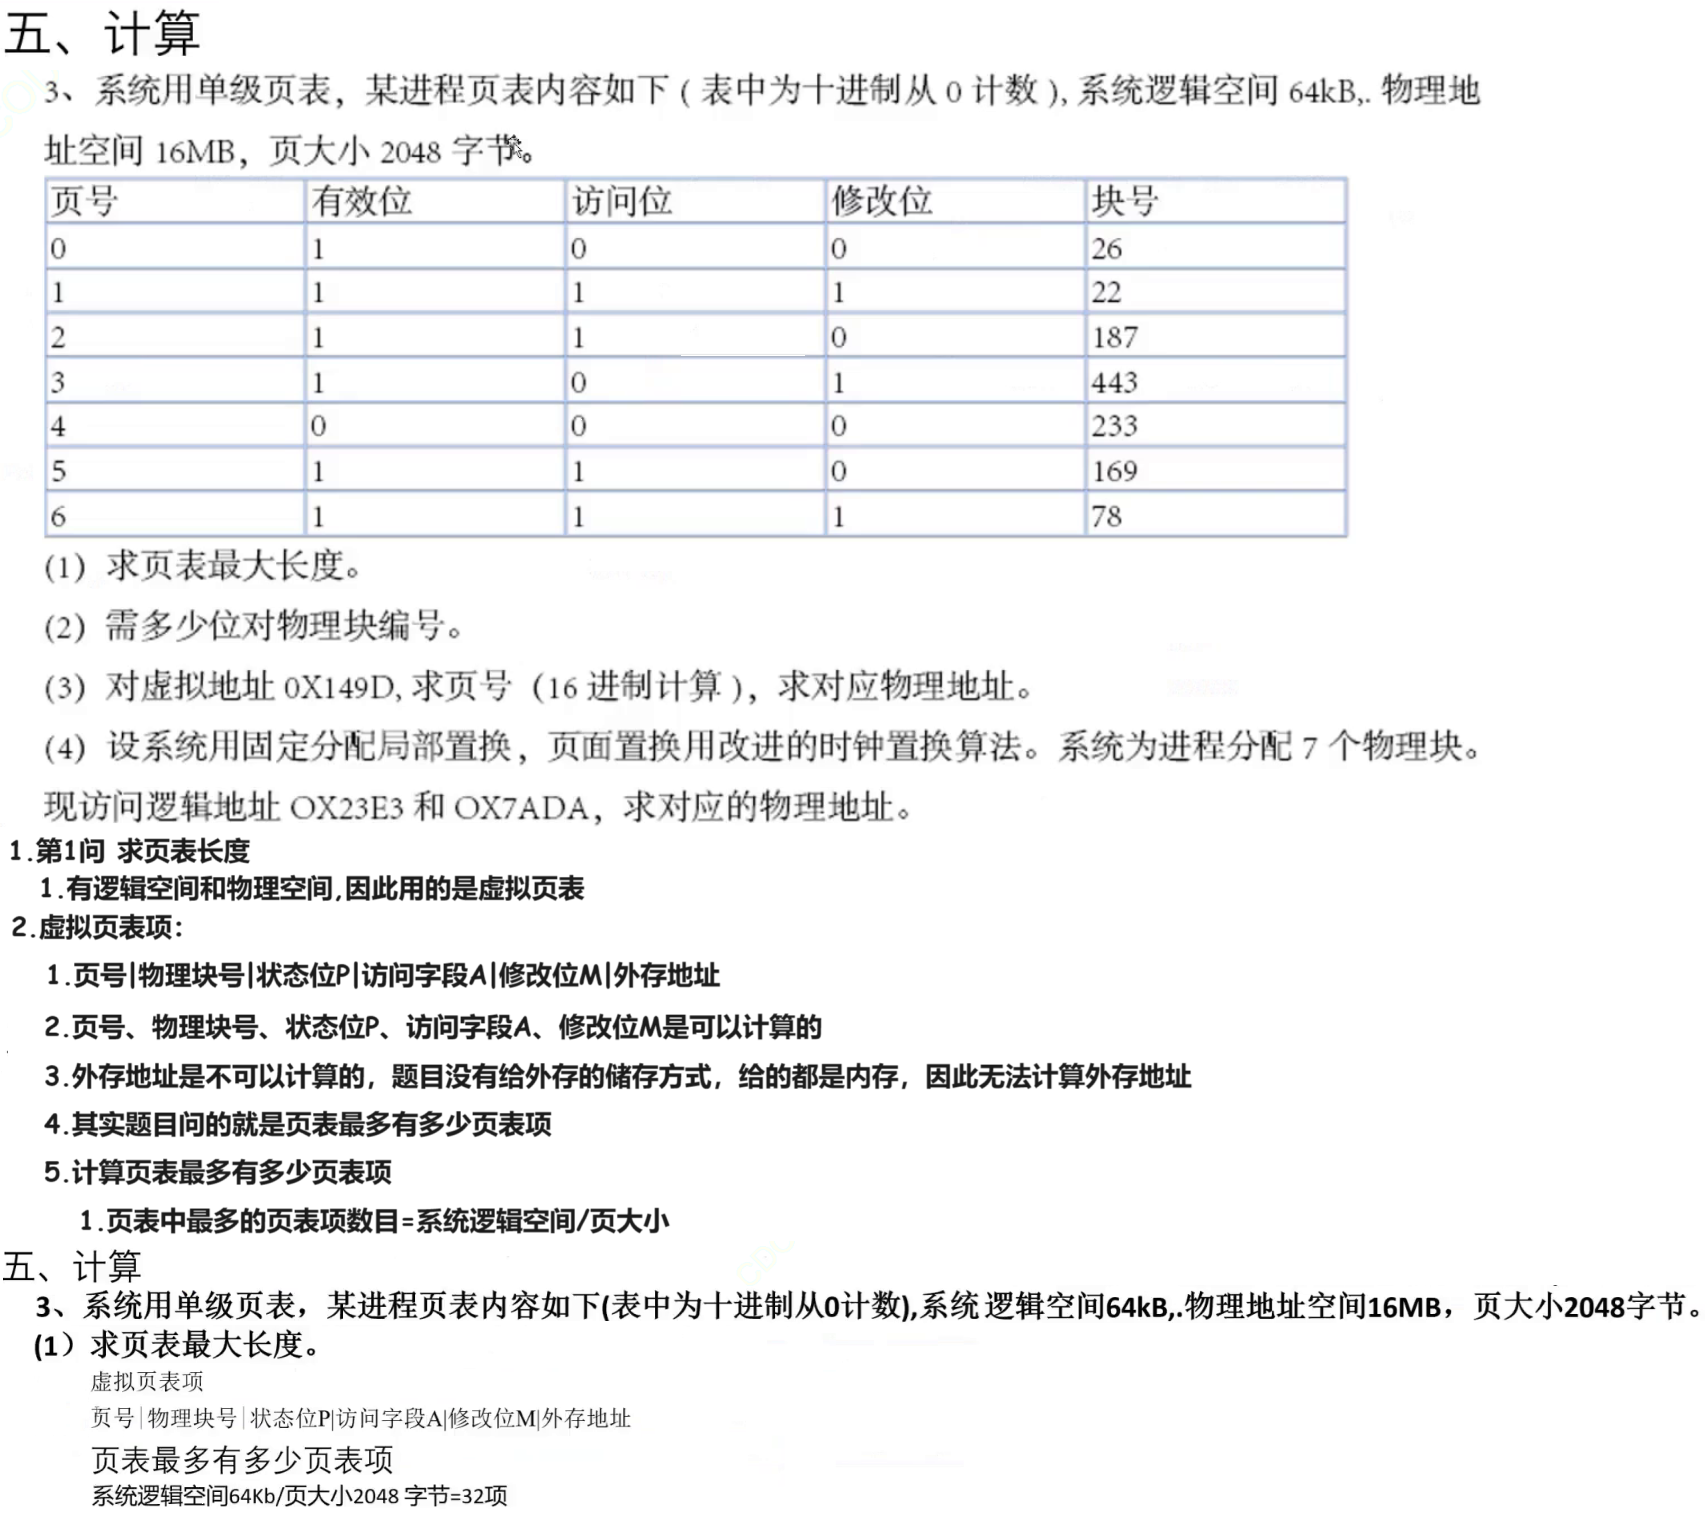 五、计算
3、系统用单级页表，某进程页表内容如下 ( 表中为十进制从 0 计数 ), 系统逻辑空间 64kB,. 物理地
址空间 16MB，页大小 2048 字节。
页号 有效位 访问位 修改位 块号
0 1 0 0 26
1 1 1 1 22
2 1 1 0 187
3 1 0 1 443
4 0 0 0 233
5 1 1 0 169
6 1 1 1 78
(1) 求页表最大长度。
(2) 需多少位对物理块编号。
(3) 对虚拟地址 0X149D, 求页号（16 进制计算 )，求对应物理地址。
(4) 设系统用固定分配局部置换，页面置换用改进的时钟置换算法。系统为进程分配 7 个物理块。
现访问逻辑地址 OX23E3 和 OX7ADA，求对应的物理地址。
1.第1问 求页表长度
1.有逻辑空间和物理空间,因此用的是虚拟页表
2.虚拟页表项:
1.页号|物理块号|状态位P|访问字段A|修改位M|外存地址
2.页号、物理块号、状态位P、访问字段A、修改位M是可以计算的
3.外存地址是不可以计算的，题目没有给外存的储存方式，给的都是内存，因此无法计算外存地址
4.其实题目问的就是页表最多有多少页表项
5.计算页表最多有多少页表项
1.页表中最多的页表项数目=系统逻辑空间/页大小
五、计算
3、系统用单级页表，某进程页表内容如下(表中为十进制从0计数),系统 逻辑空间64kB,.物理地址空间16MB，页大小2048字节。
(1）求页表最大长度。
虚拟页表项
页号|物理块号|状态位P|访问字段A|修改位M|外存地址
页表最多有多少页表项
系统逻辑空间64Kb/页大小2048 字节=32项